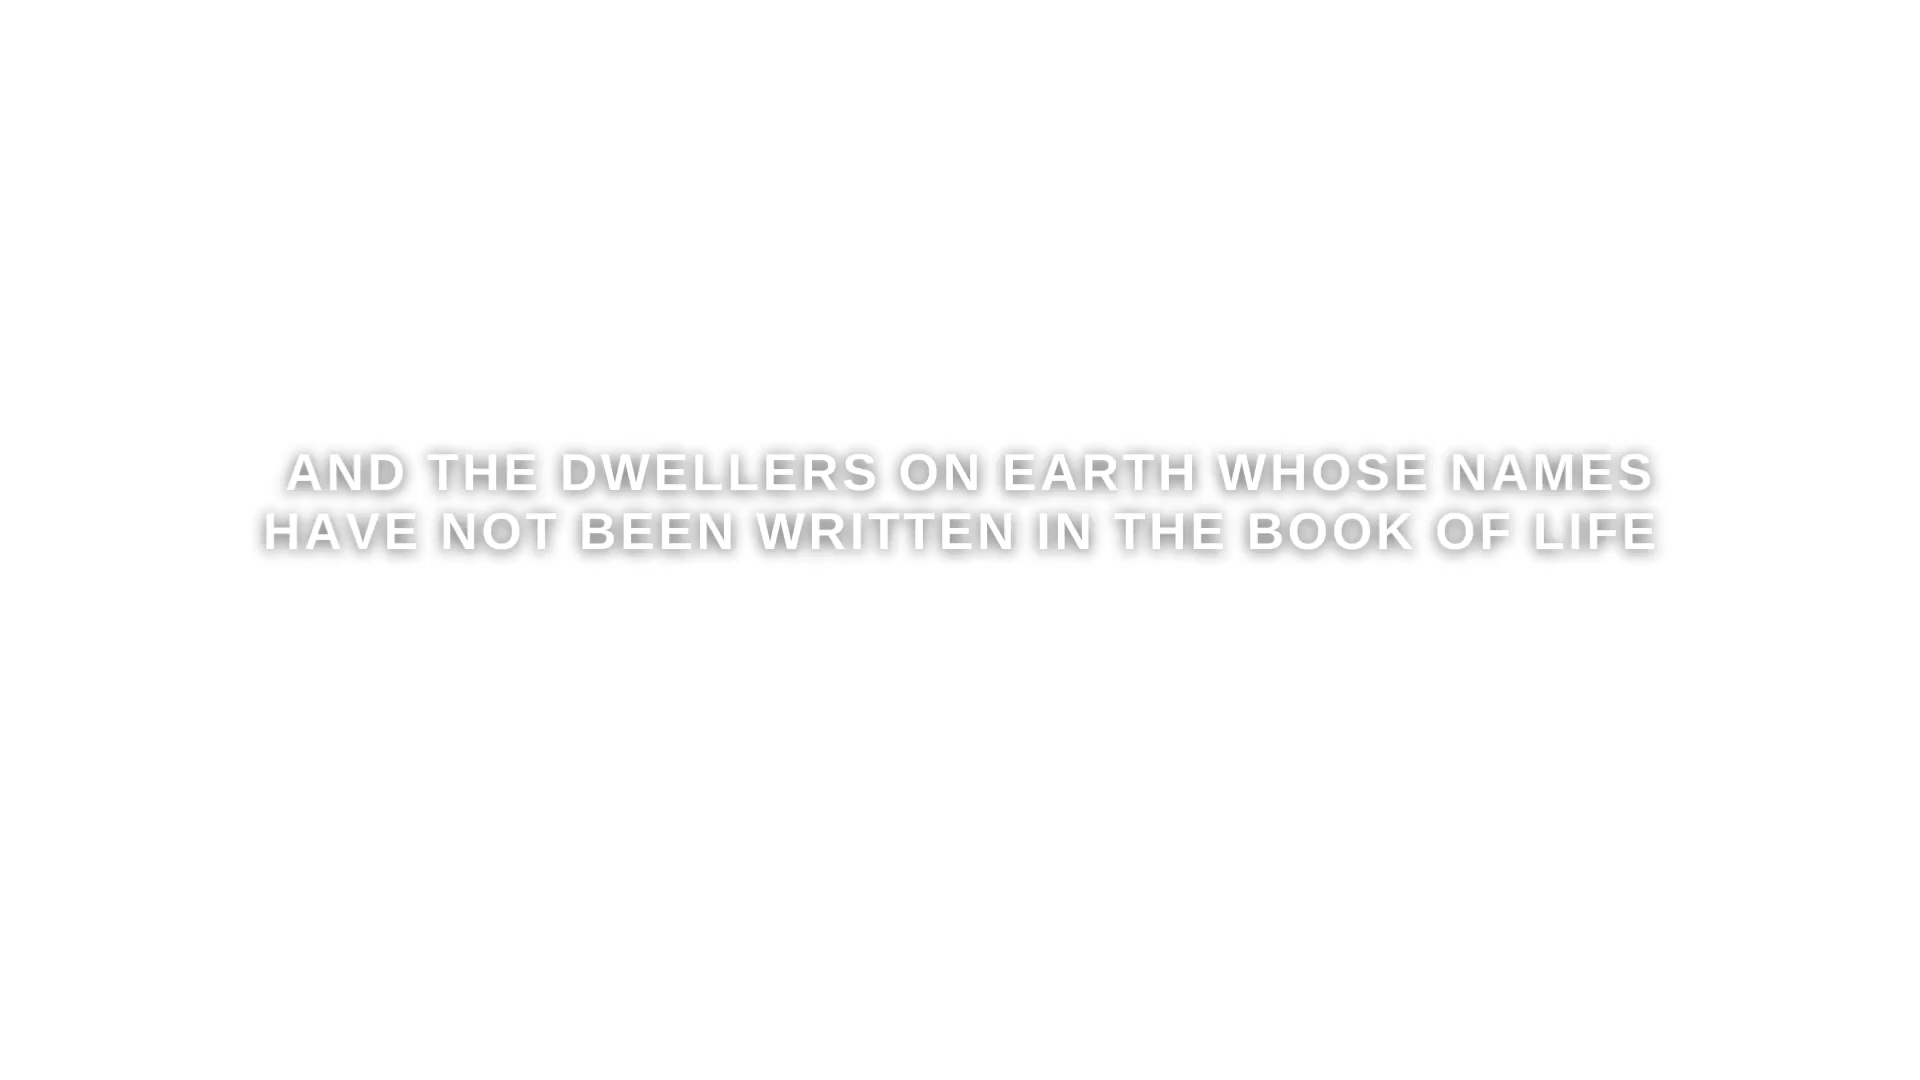 AND THE DWELLERS ON EARTH WHOSE NAMES
HAVE NOT BEEN WRITTEN IN THE BOOK OF LIFE